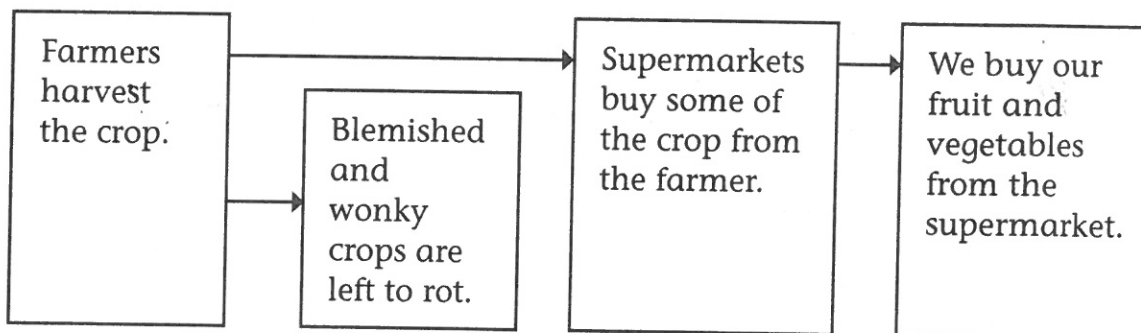 Farmers
harvest
the crop.
Blemished
and
wonky
crops are
left to rot.
Supermarkets
buy some of
the crop from
the farmer.
We buy our
fruit and
vegetables
from the
supermarket.